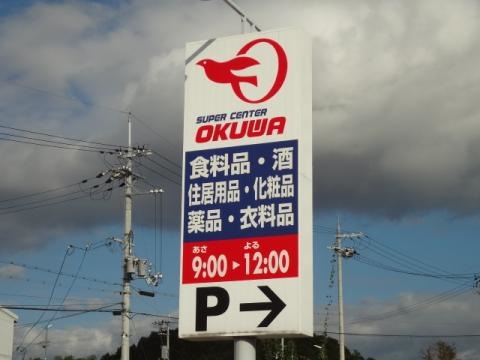 SUPER CENTER
OKUWA
食料品・酒
住居用品・化粧品
薬品・衣料品
あさ よる
9:00▶12:00
P→